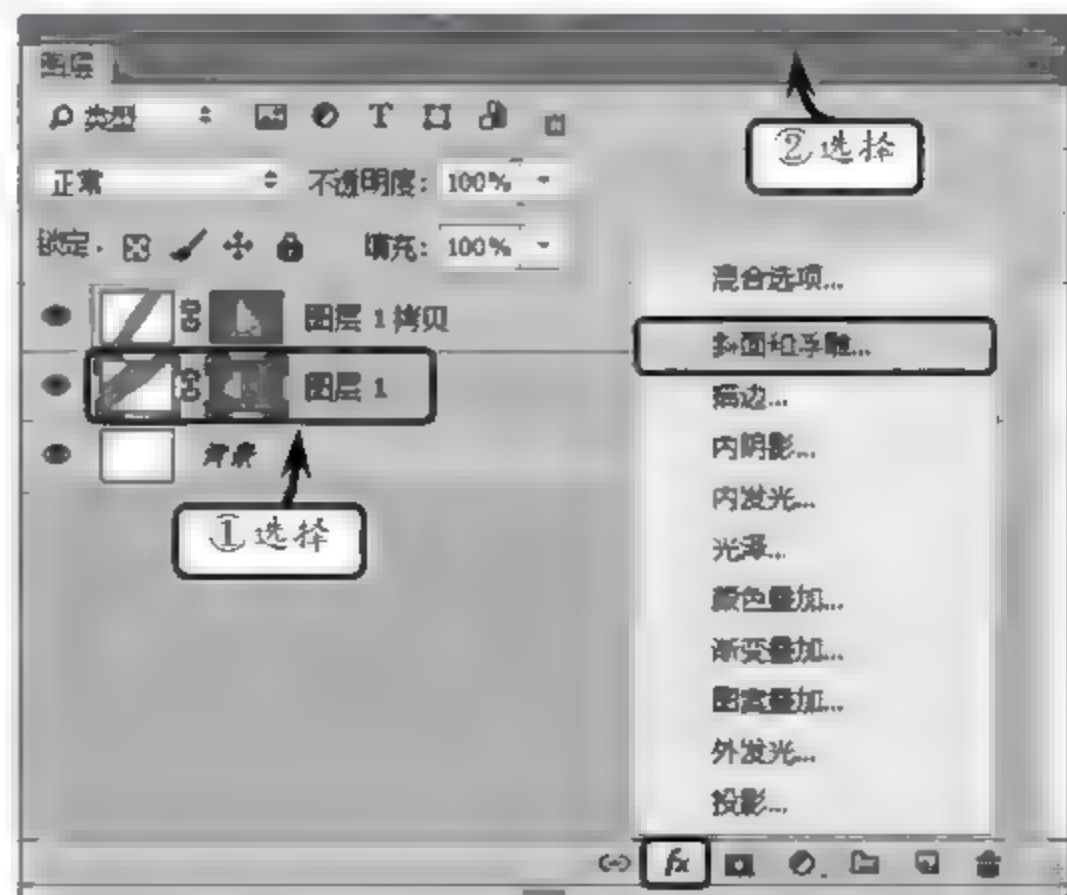 图层
类型
正常 不透明度: 100%
锁定: 填充: 100%
图层 1 拷贝
图层 1
背景
①选择
②选择
混合选项...
斜面和浮雕...
描边...
内阴影...
内发光...
光泽...
颜色叠加...
渐变叠加...
图案叠加...
外发光...
投影...
fx